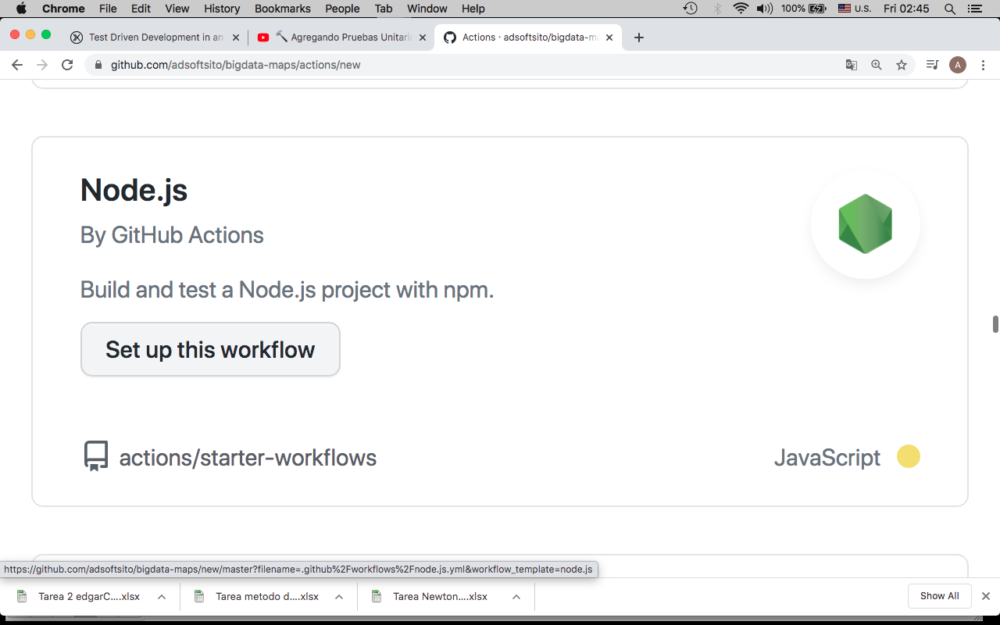 Chrome File Edit View History Bookmarks People Tab Window Help 100% U.S. Fri 02:45
Test Driven Development in an Agregando Pruebas Unitari Actions · adsoftsito/bigdata-ma
github.com/adsoftsito/bigdata-maps/actions/new A
Node.js
By GitHub Actions
Build and test a Node.js project with npm.
Set up this workflow
actions/starter-workflows JavaScript
https://github.com/adsoftsito/bigdata-maps/new/master?filename=.github%2Fworkflows%2Fnode.js.yml&workflow_template=node.js
Tarea 2 edgarC....xlsx Tarea metodo d....xlsx Tarea Newton....xlsx Show All